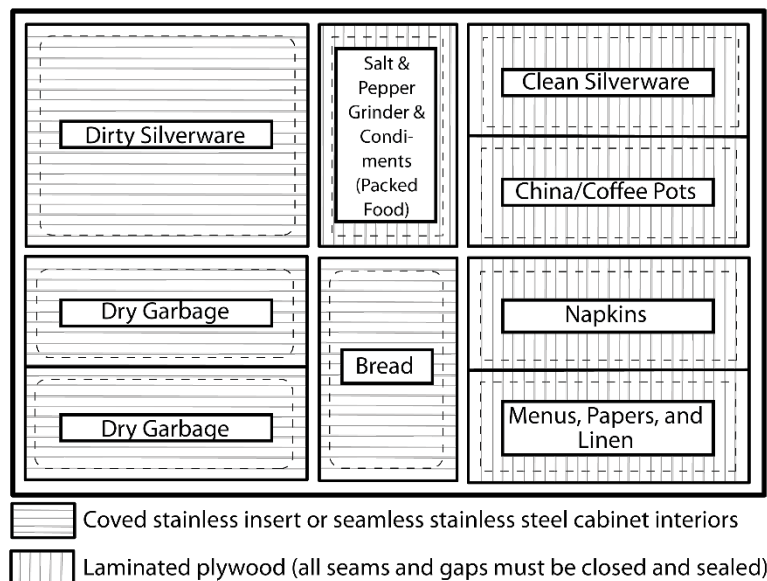 Dirty Silverware
Salt &
Pepper
Grinder &
Condi-
ments
(Packed
Food)
Clean Silverware
China/Coffee Pots
Dry Garbage
Dry Garbage
Bread
Napkins
Menus, Papers, and
Linen
Coved stainless insert or seamless stainless steel cabinet interiors
Laminated plywood (all seams and gaps must be closed and sealed)